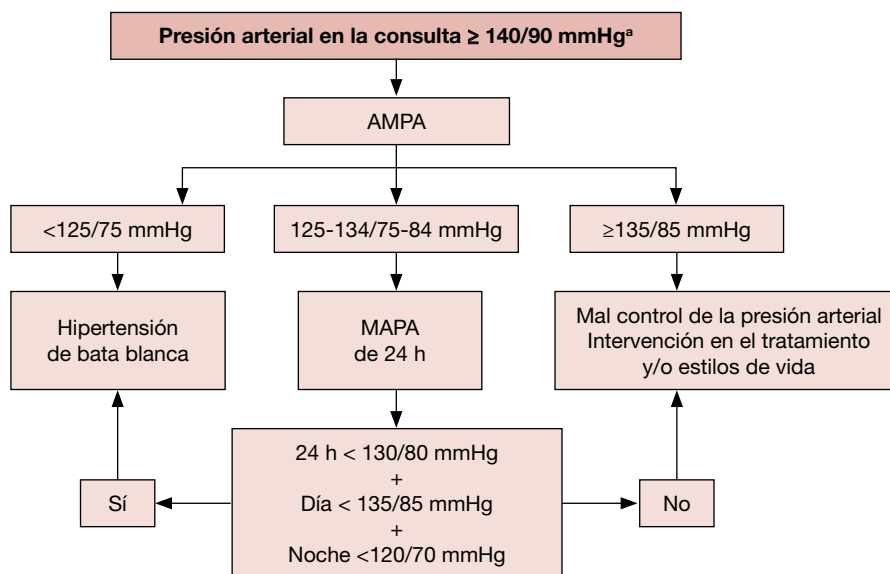 Presión arterial en la consulta ≥ 140/90 mmHgª
AMPA
<125/75 mmHg
125-134/75-84 mmHg
≥135/85 mmHg
Hipertensión
de bata blanca
MAPA
de 24 h
Mal control de la presión arterial
Intervención en el tratamiento
y/o estilos de vida
24 h < 130/80 mmHg
+
Día < 135/85 mmHg
+
Noche <120/70 mmHg
Sí
No